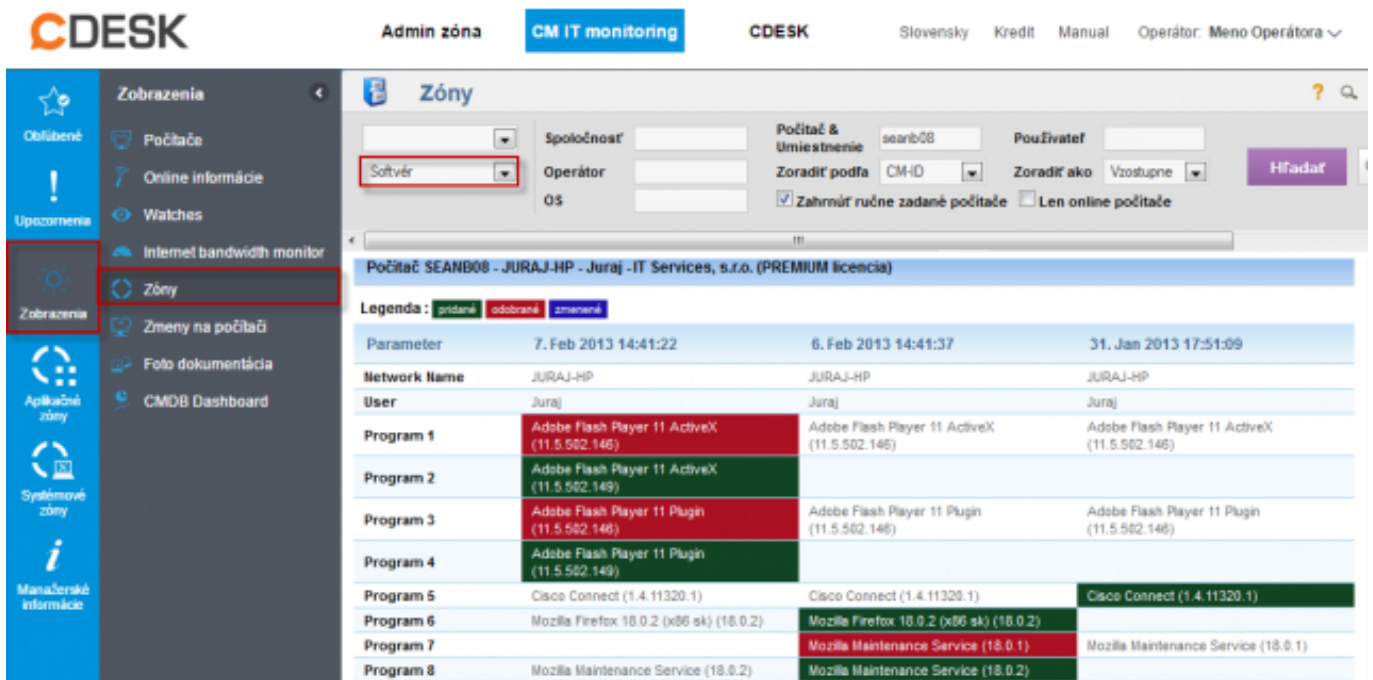 CDESK
Admin zóna CM IT monitoring CDESK Slovensky Kredit Manual Operátor: Meno Operátora
Obľúbené
Upozornenia
Zobrazenia
Aplikačné
zóny
Systémové
zóny
Manažerské
informácie
Zobrazenia
Počítače
Online informácie
Watches
Internet bandwidth monitor
Zóny
Zmeny na počítači
Foto dokumentácia
CMDB Dashboard
Zóny ?
Spoločnosť Počítač & Umiestnenie seanb08 Používateľ
Softvér Operátor Zoradiť podľa CM-ID Zoradiť ako Vzostupne Hľadať
OS Zahrnúť ručne zadané počítače Len online počítače
Počítač SEANB08 - JURAJ-HP - Juraj -IT Services, s.r.o. (PREMIUM licencia)
Legenda : pridané odobrané zmenené
Parameter 7. Feb 2013 14:41:22 6. Feb 2013 14:41:37 31. Jan 2013 17:51:09
Network Name JURAJ-HP JURAJ-HP JURAJ-HP
User Juraj Juraj Juraj
Program 1 Adobe Flash Player 11 ActiveX (11.5.502.146) Adobe Flash Player 11 ActiveX (11.5.502.146) Adobe Flash Player 11 ActiveX (11.5.502.146)
Program 2 Adobe Flash Player 11 ActiveX (11.5.502.149)
Program 3 Adobe Flash Player 11 Plugin (11.5.502.146) Adobe Flash Player 11 Plugin (11.5.502.146) Adobe Flash Player 11 Plugin (11.5.502.146)
Program 4 Adobe Flash Player 11 Plugin (11.5.502.149)
Program 5 Cisco Connect (1.4.11320.1) Cisco Connect (1.4.11320.1) Cisco Connect (1.4.11320.1)
Program 6 Mozilla Firefox 18.0.2 (x86 sk) (18.0.2) Mozilla Firefox 18.0.2 (x86 sk) (18.0.2)
Program 7 Mozilla Maintenance Service (18.0.1) Mozilla Maintenance Service (18.0.1)
Program 8 Mozilla Maintenance Service (18.0.2) Mozilla Maintenance Service (18.0.2)